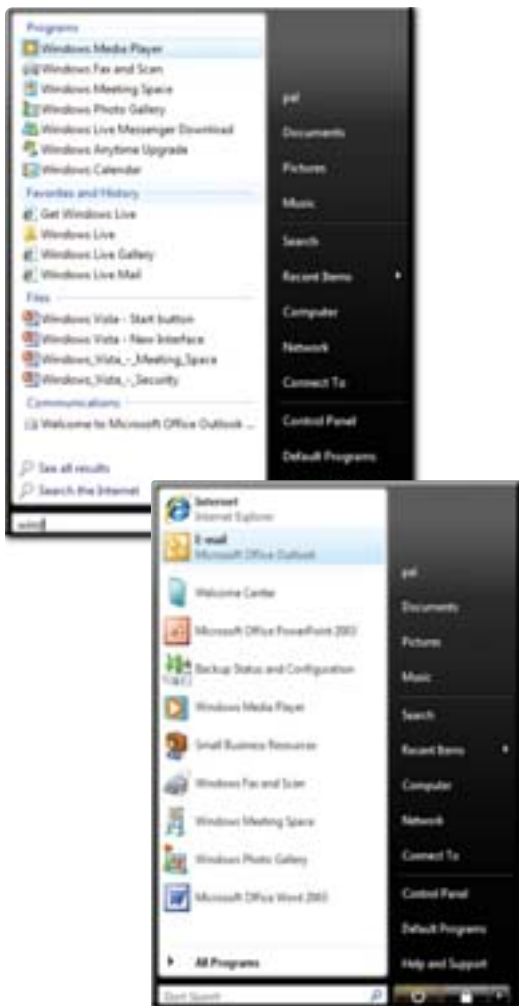 Programs
Windows Media Player
Windows Fax and Scan
Windows Meeting Space
Windows Photo Gallery
Windows Live Messenger Download
Windows Anytime Upgrade
Windows Calendar
Favorites and History
Get Windows Live
Windows Live
Windows Live Gallery
Windows Live Mail
Files
Windows Vista - Start button
Windows Vista - New Interface
Windows_Vista_-_Meeting_Space
Windows_Vista_-_Security
Communications
Welcome to Microsoft Office Outlook ...
See all results
Search the Internet
wind
pal
Documents
Pictures
Music
Search
Recent Items
Computer
Network
Connect To
Control Panel
Default Programs
Internet
Internet Explorer
E-mail
Microsoft Office Outlook
Welcome Center
Microsoft Office PowerPoint 2003
Backup Status and Configuration
Windows Media Player
Small Business Resources
Windows Fax and Scan
Windows Meeting Space
Windows Photo Gallery
Microsoft Office Word 2003
All Programs
Start Search
pal
Documents
Pictures
Music
Search
Recent Items
Computer
Network
Connect To
Control Panel
Default Programs
Help and Support